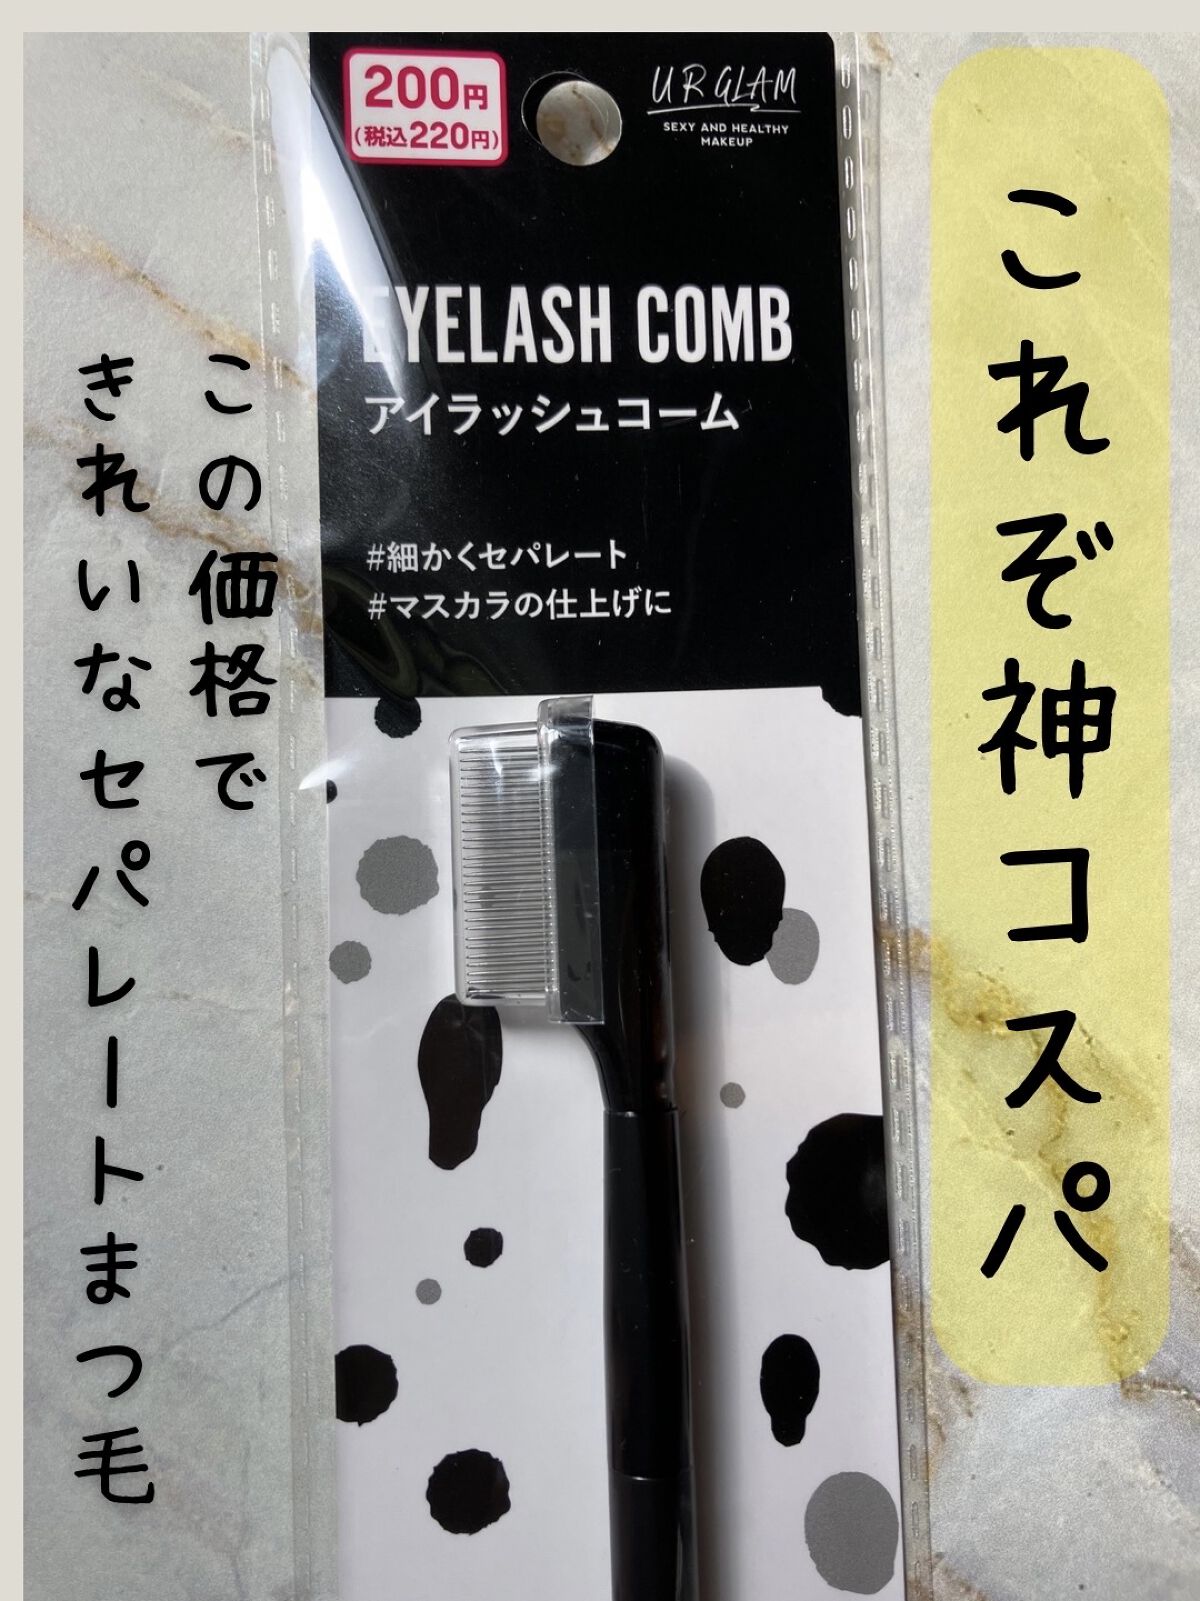 これぞ神コスパ
この価格で
きれいなセパレートまつ毛
200円
(税込220円)
UR GLAM
SEXY AND HEALTHY
MAKEUP
EYELASH COMB
アイラッシュコーム
#細かくセパレート
#マスカラの仕上げに